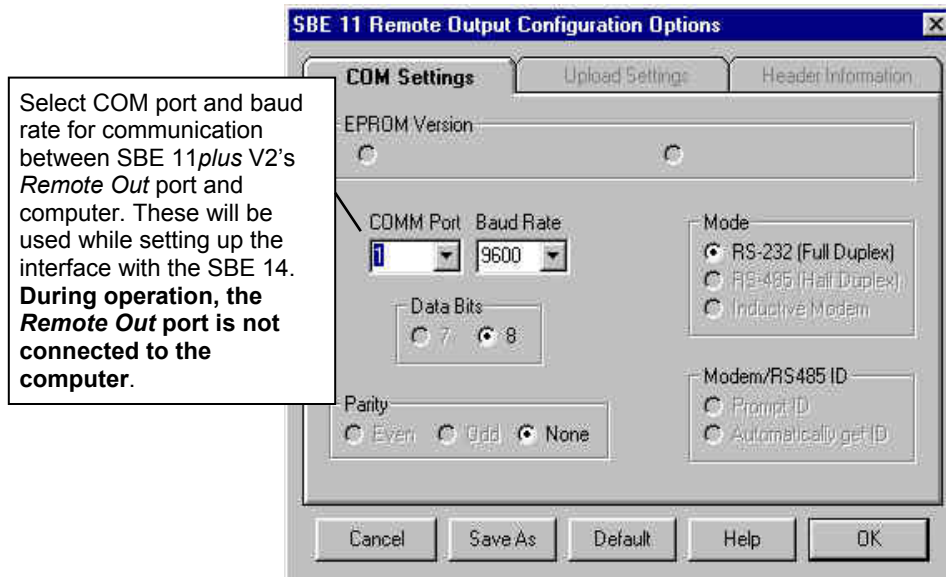 SBE 11 Remote Output Configuration Options
COM Settings
Upload Settings
Header Information
Select COM port and baud
rate for communication
between SBE 11plus V2's
Remote Out port and
computer. These will be
used while setting up the
interface with the SBE 14.
During operation, the
Remote Out port is not
connected to the
computer.
EPROM Version
COMM Port Baud Rate
1 9600
Data Bits
7 8
Parity
Even Odd None
Mode
RS-232 (Full Duplex)
RS-485 (Half Duplex)
Inductive Modem
Modem/RS485 ID
Prompt ID
Automatically get ID
Cancel Save As Default Help OK